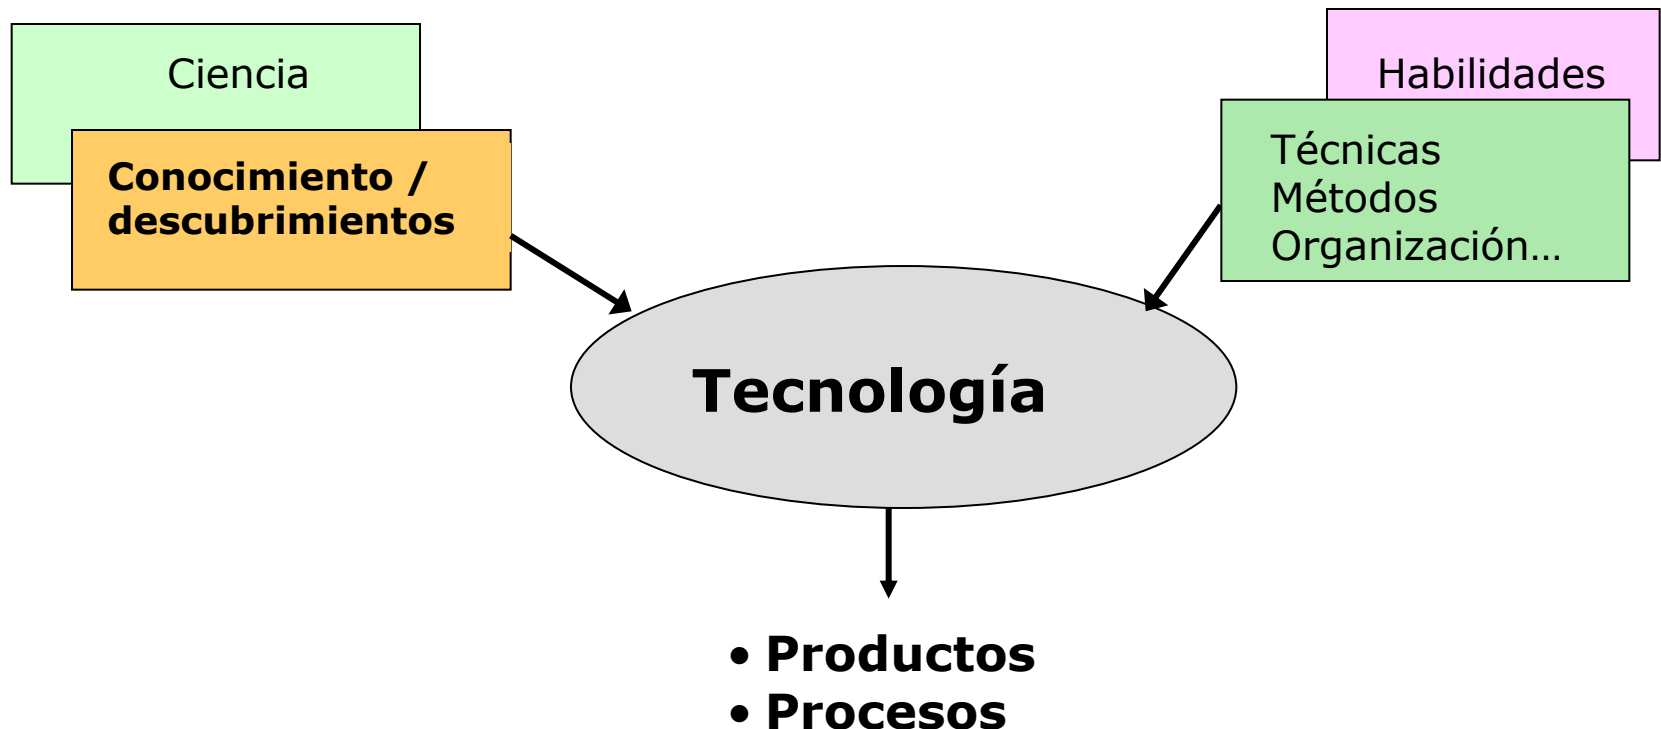 Ciencia
Conocimiento /
descubrimientos
Habilidades
Técnicas
Métodos
Organización...
Tecnología
• Productos
• Procesos